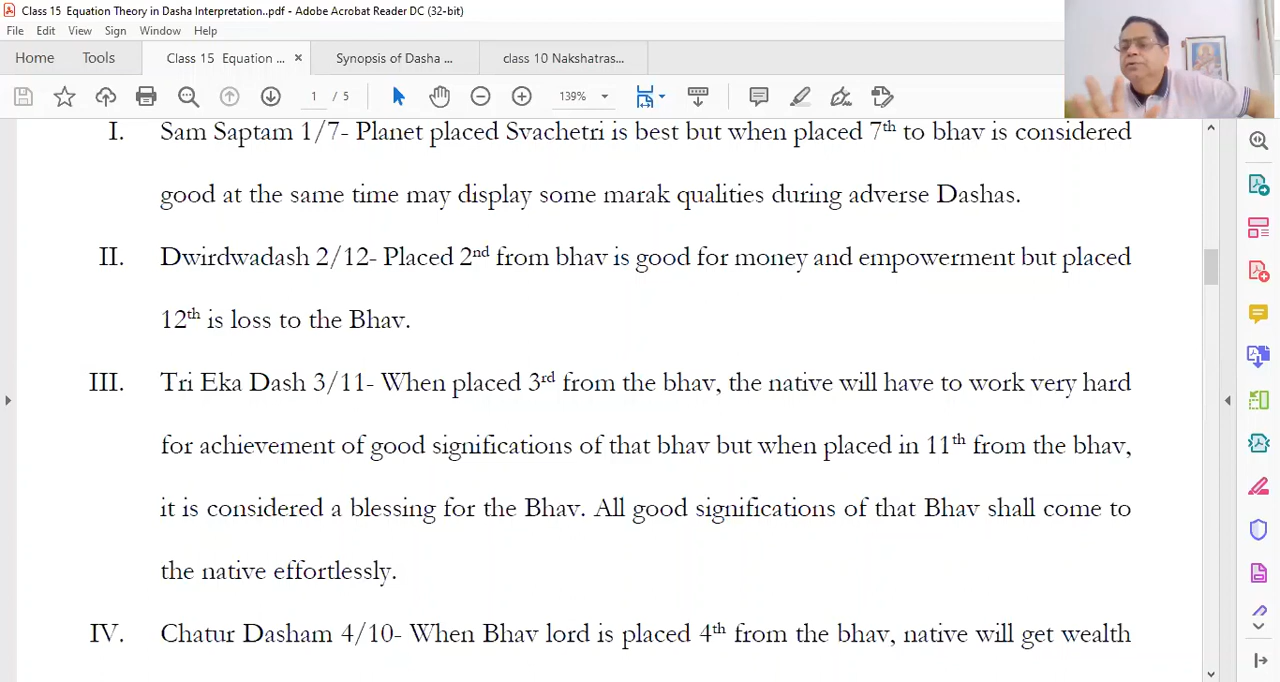 Class 15 Equation Theory in Dasha Interpretation..pdf - Adobe Acrobat Reader DC (32-bit)
File Edit View Sign Window Help
Home Tools Class 15 Equation ... × Synopsis of Dasha ... class 10 Nakshatras...
1 / 5 139%
I. Sam Saptam 1/7- Planet placed Svachetri is best but when placed 7th to bhav is considered
good at the same time may display some marak qualities during adverse Dashas.
II. Dwirdwadash 2/12- Placed 2nd from bhav is good for money and empowerment but placed
12th is loss to the Bhav.
III. Tri Eka Dash 3/11- When placed 3rd from the bhav, the native will have to work very hard
for achievement of good significations of that bhav but when placed in 11th from the bhav,
it is considered a blessing for the Bhav. All good significations of that Bhav shall come to
the native effortlessly.
IV. Chatur Dasham 4/10- When Bhav lord is placed 4th from the bhav, native will get wealth